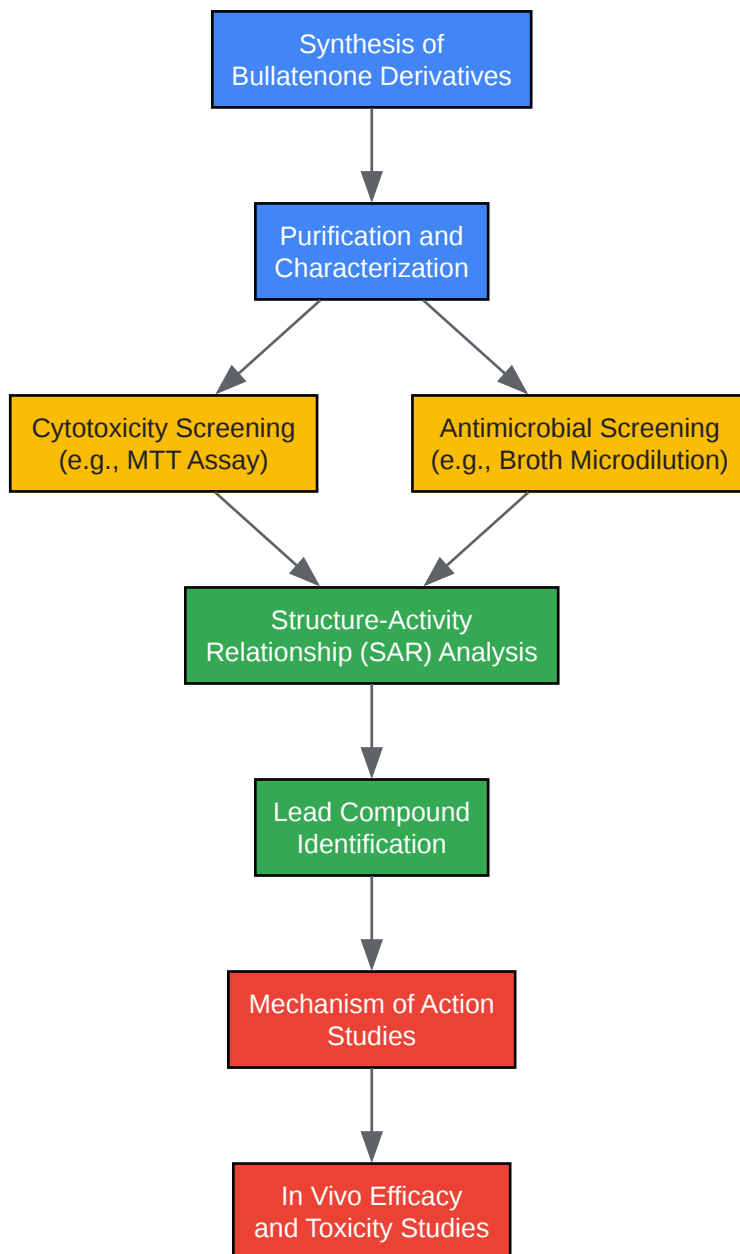 Synthesis of
Bullatenone Derivatives
Purification and
Characterization
Cytotoxicity Screening
(e.g., MTT Assay)
Antimicrobial Screening
(e.g., Broth Microdilution)
Structure-Activity
Relationship (SAR) Analysis
Lead Compound
Identification
Mechanism of Action
Studies
In Vivo Efficacy
and Toxicity Studies